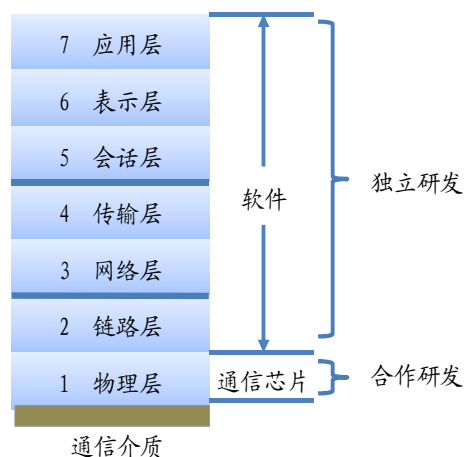 7 应用层
6 表示层
5 会话层
4 传输层
3 网络层
2 链路层
1 物理层
通信介质
软件
通信芯片
独立研发
合作研发